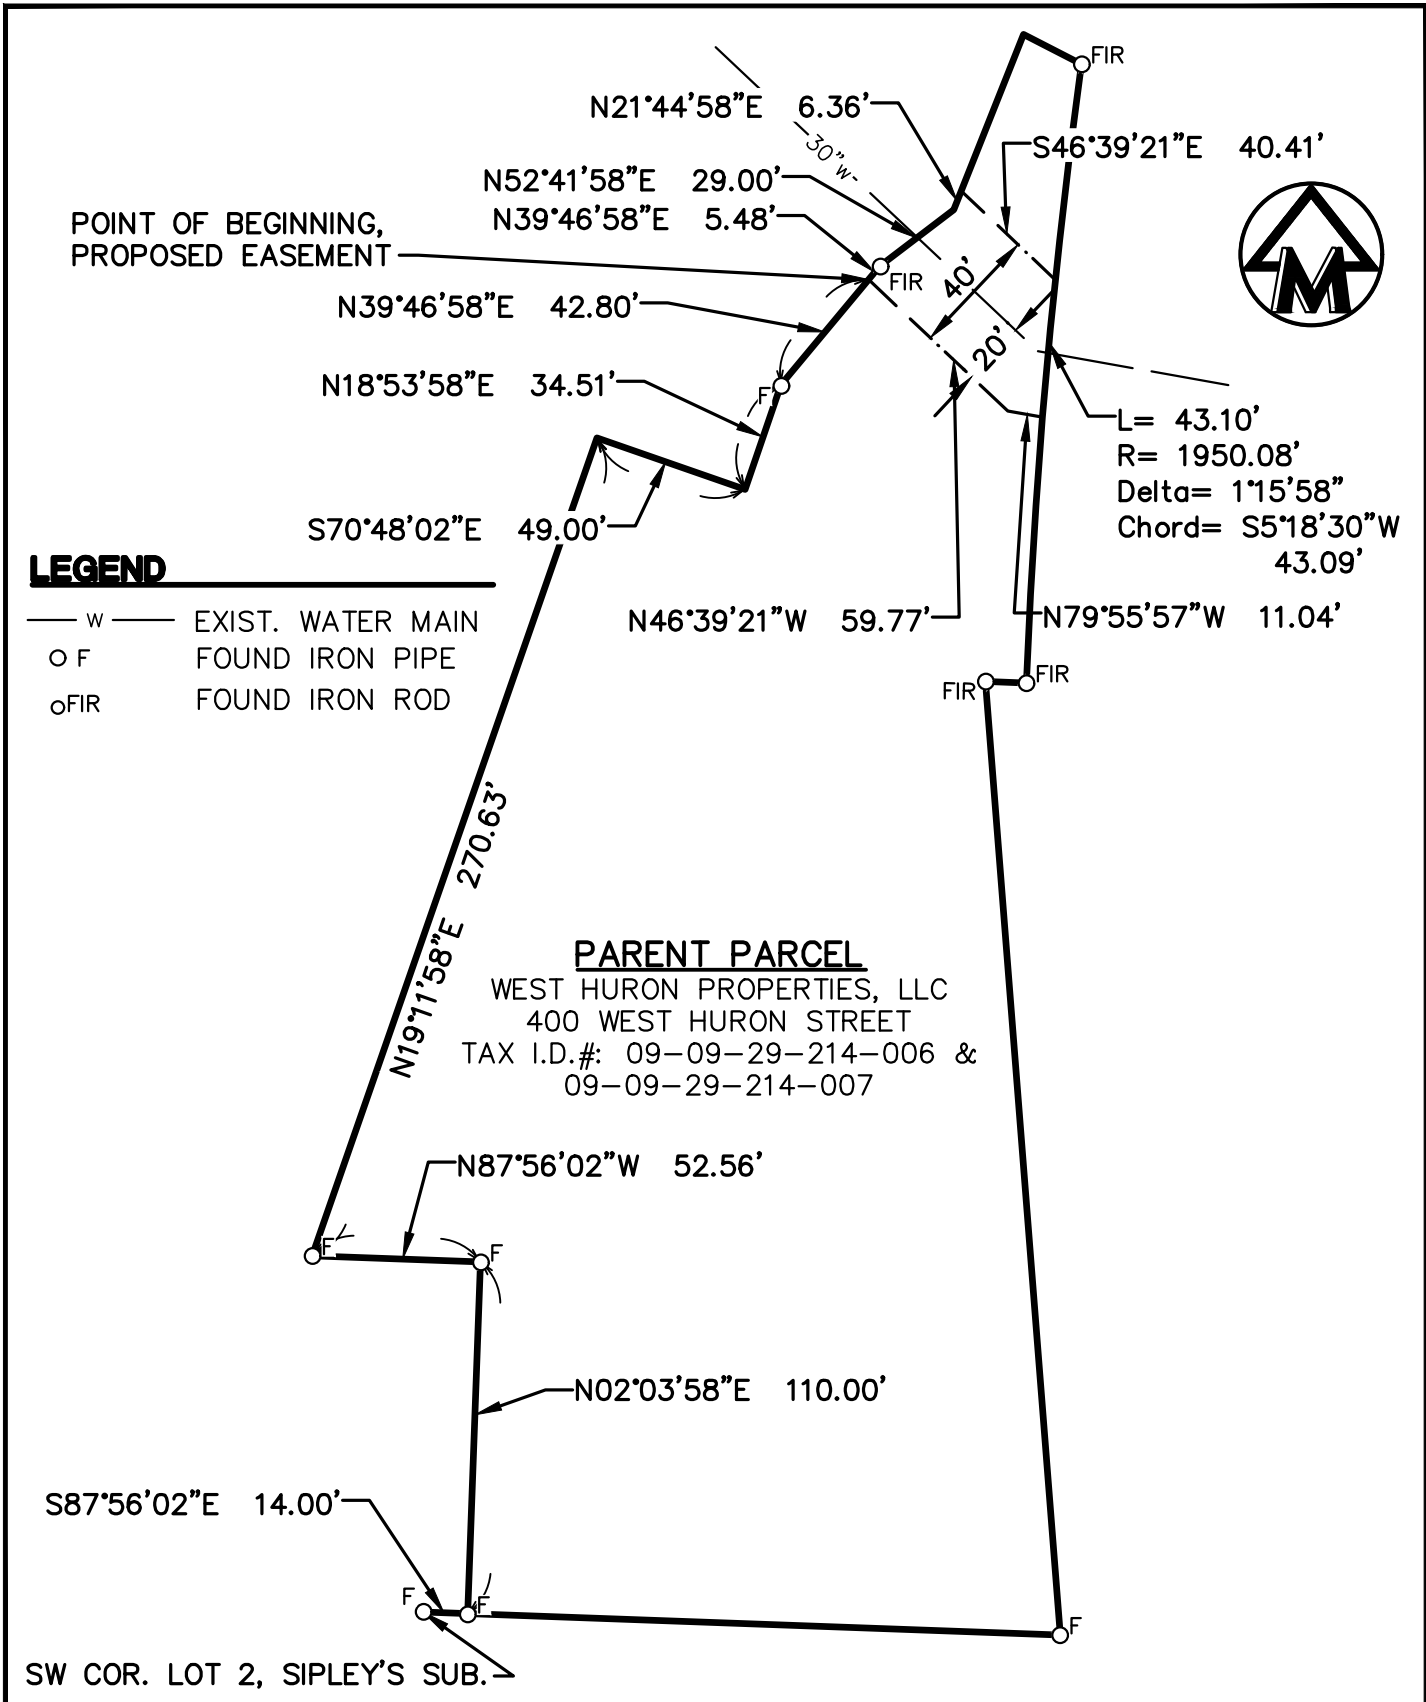 FIR
N21°44'58"E 6.36'
30"w
S46°39'21"E 40.41'
N52°41'58"E 29.00'
N39°46'58"E 5.48'
POINT OF BEGINNING,
PROPOSED EASEMENT
FIR
40'
M
N39°46'58"E 42.80'
20'
N18°53'58"E 34.51'
F
L= 43.10'
R= 1950.08'
Delta= 1°15'58"
Chord= S5°18'30"W
43.09'
S70°48'02"E 49.00'
LEGEND
W EXIST. WATER MAIN
F FOUND IRON PIPE
FIR FOUND IRON ROD
N46°39'21"W 59.77'
N79°55'57"W 11.04'
FIR
FIR
N19°11'58"E 270.63'
PARENT PARCEL
WEST HURON PROPERTIES, LLC
400 WEST HURON STREET
TAX I.D.#: 09-09-29-214-006 &
09-09-29-214-007
N87°56'02"W 52.56'
F
F
N02°03'58"E 110.00'
S87°56'02"E 14.00'
F
F
F
SW COR. LOT 2, SIPLEY'S SUB.